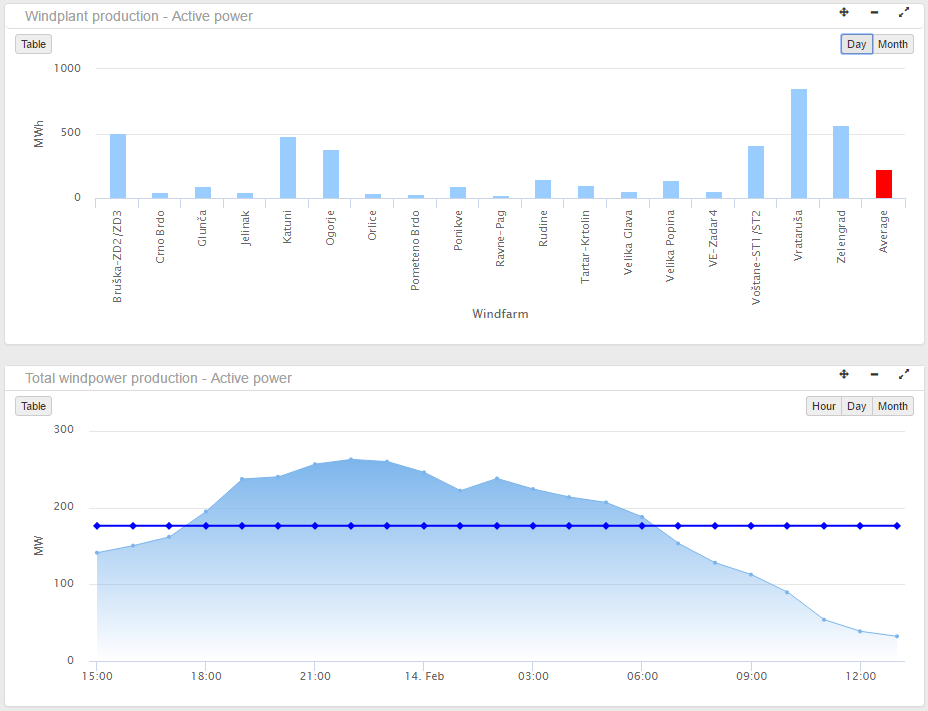 Windplant production - Active power
Table
Day Month
1000
500
0
MWh
Bruška-ZD2/ZD3
Crno Brdo
Glunča
Jelinak
Katuni
Ogorje
Orlice
Pometeno Brdo
Ponikve
Ravne-Pag
Rudine
Tartar-Krtolin
Velika Glava
Velika Popina
VE-Zadar4
Voštane-ST1/ST2
Vrataruša
Zelengrad
Average
Windfarm
Total windpower production - Active power
Table
Hour Day Month
300
200
100
0
MW
15:00 18:00 21:00 14. Feb 03:00 06:00 09:00 12:00